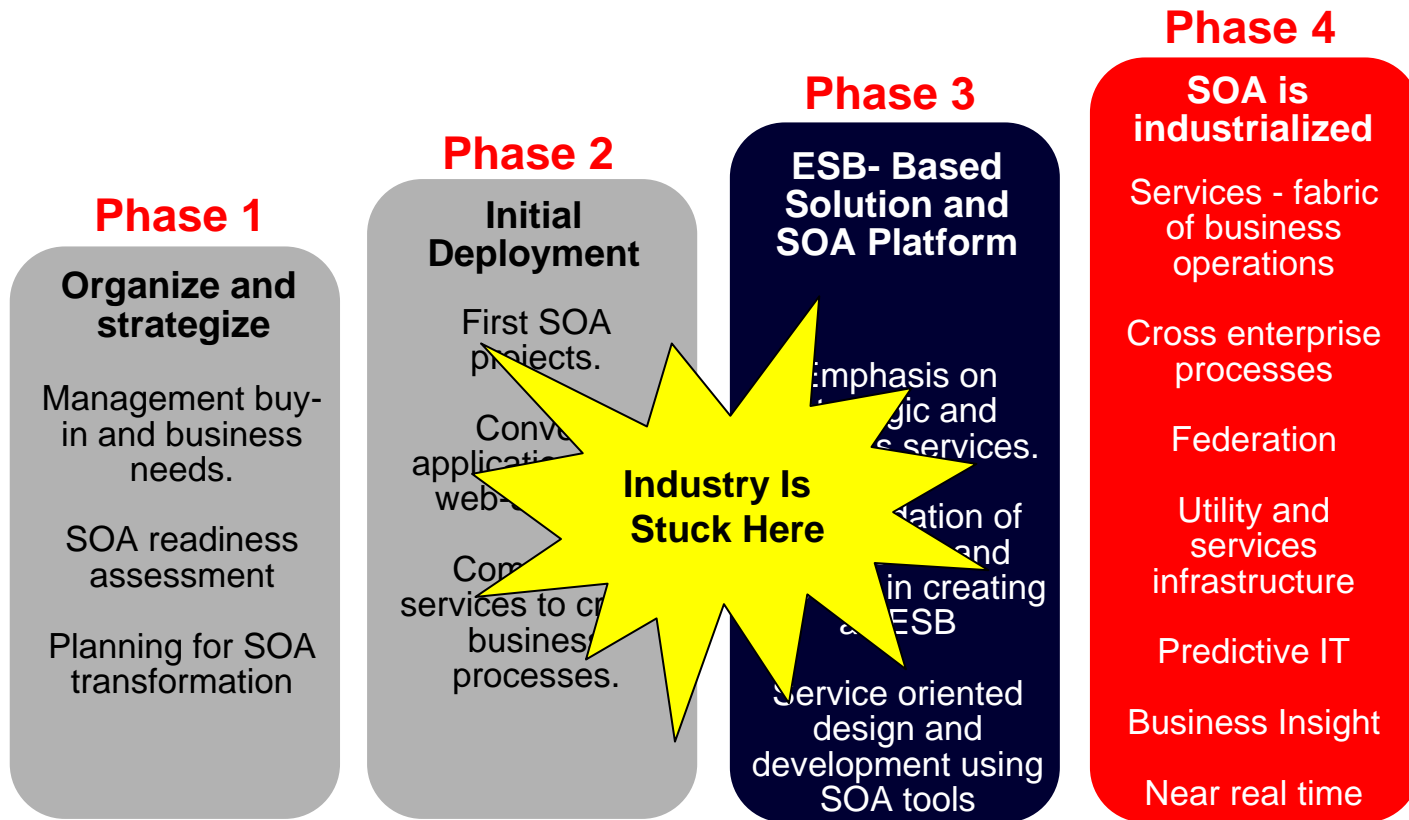 Phase 1
Organize and
strategize
Management buy-
in and business
needs.
SOA readiness
assessment
Planning for SOA
transformation
Phase 2
Initial
Deployment
First SOA
projects.
services to
business
processes.
Phase 3
ESB- Based
Solution and
SOA Platform
Emphasis on
and
services.
of
and
in creating
ESB
Service oriented
design and
development using
SOA tools
Industry Is
Stuck Here
Phase 4
SOA is
industrialized
Services - fabric
of business
operations
Cross enterprise
processes
Federation
Utility and
services
infrastructure
Predictive IT
Business Insight
Near real time